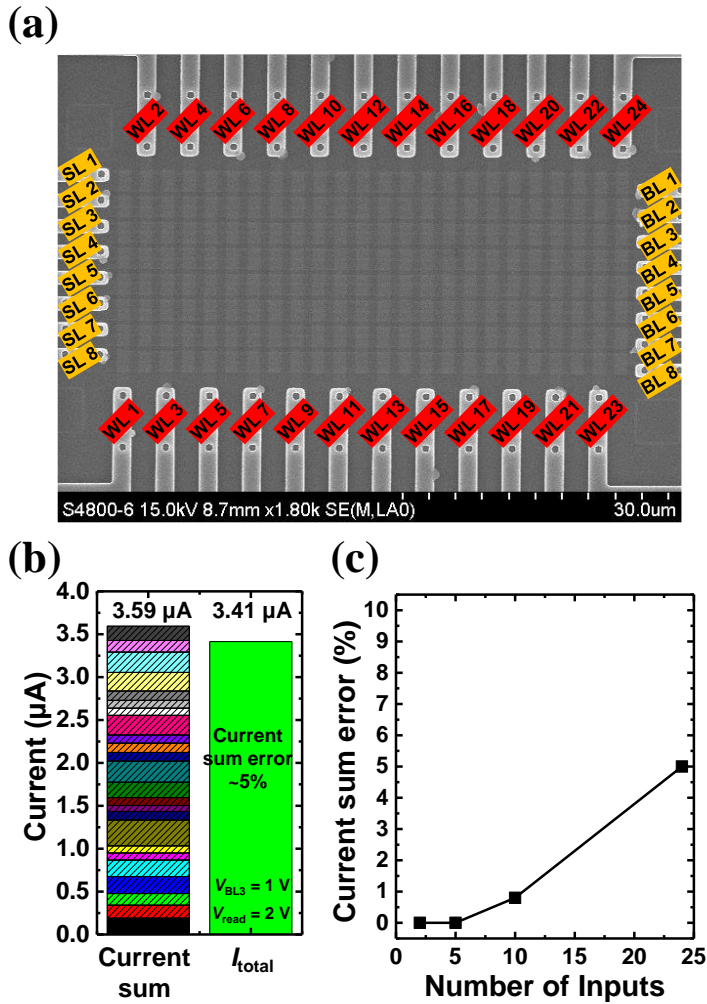 (a)
WL 2
WL 4
WL 6
WL 8
WL 10
WL 12
WL 14
WL 16
WL 18
WL 20
WL 22
WL 24
SL 1
SL 2
SL 3
SL 4
SL 5
SL 6
SL 7
SL 8
BL 1
BL 2
BL 3
BL 4
BL 5
BL 6
BL 7
BL 8
WL 1
WL 3
WL 5
WL 7
WL 9
WL 11
WL 13
WL 15
WL 17
WL 19
WL 21
WL 23
S4800-6 15.0kV 8.7mm x1.80k SE(M,LA0) 30.0um
(b)
4.0
3.5
3.0
2.5
2.0
1.5
1.0
0.5
0.0
Current (µA)
3.59 µA 3.41 µA
Current
sum error
~5%
V_BL3 = 1 V
V_read = 2 V
Current
sum
I_total
(c)
10
9
8
7
6
5
4
3
2
1
0
Current sum error (%)
0 5 10 15 20 25
Number of Inputs